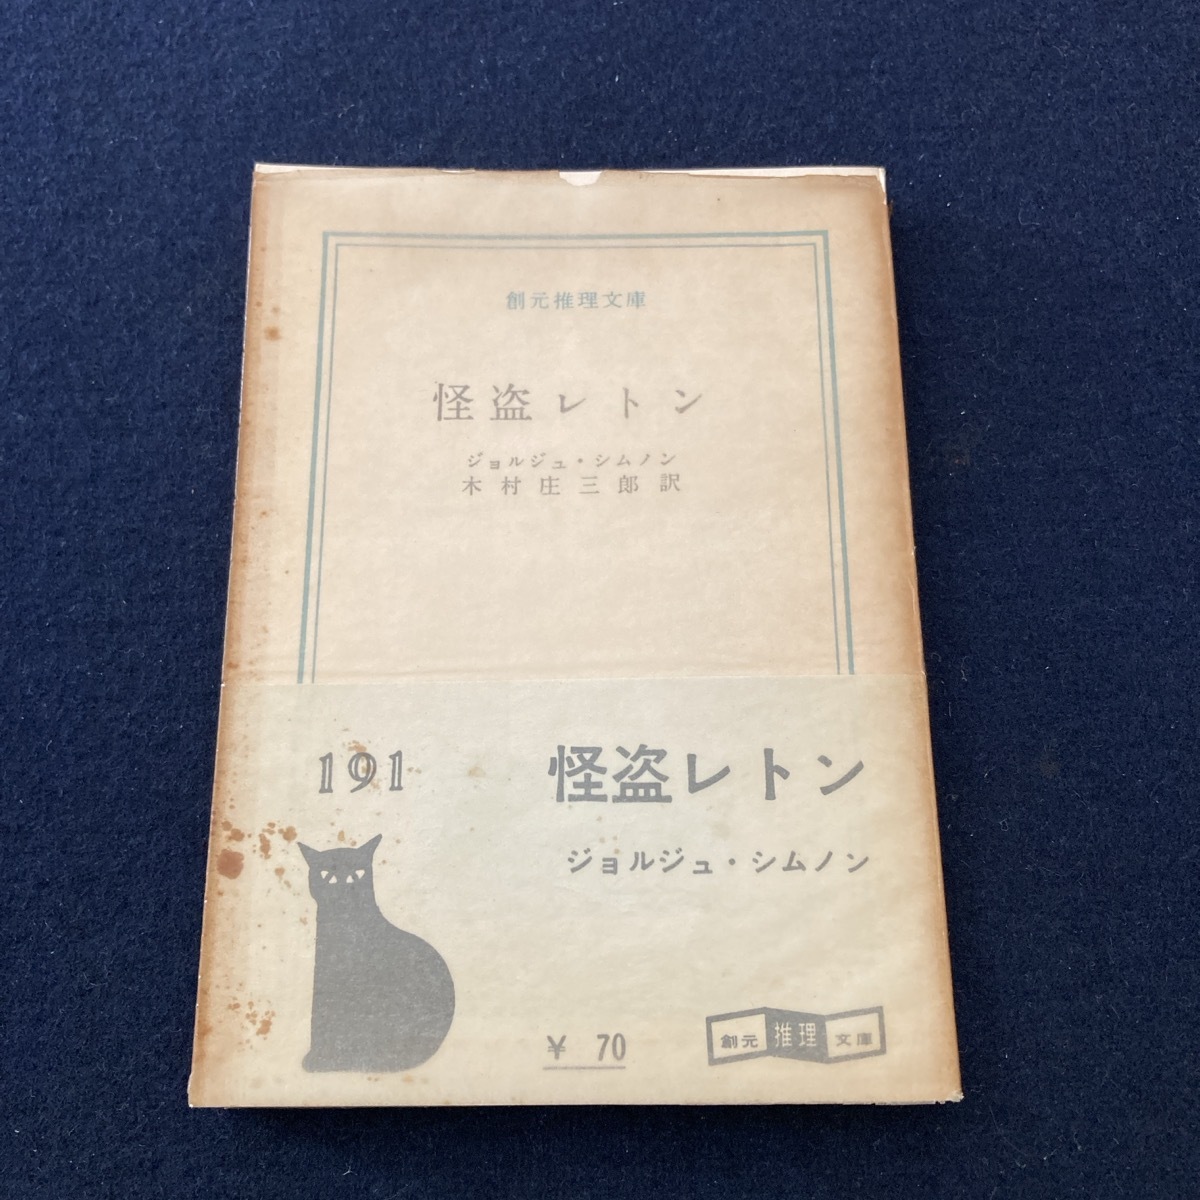 創元推理文庫
怪盗レトン
ジョルジュ・シムノン
木村庄三郎訳
191
怪盗レトン
ジョルジュ・シムノン
¥ 70
創元推理文庫